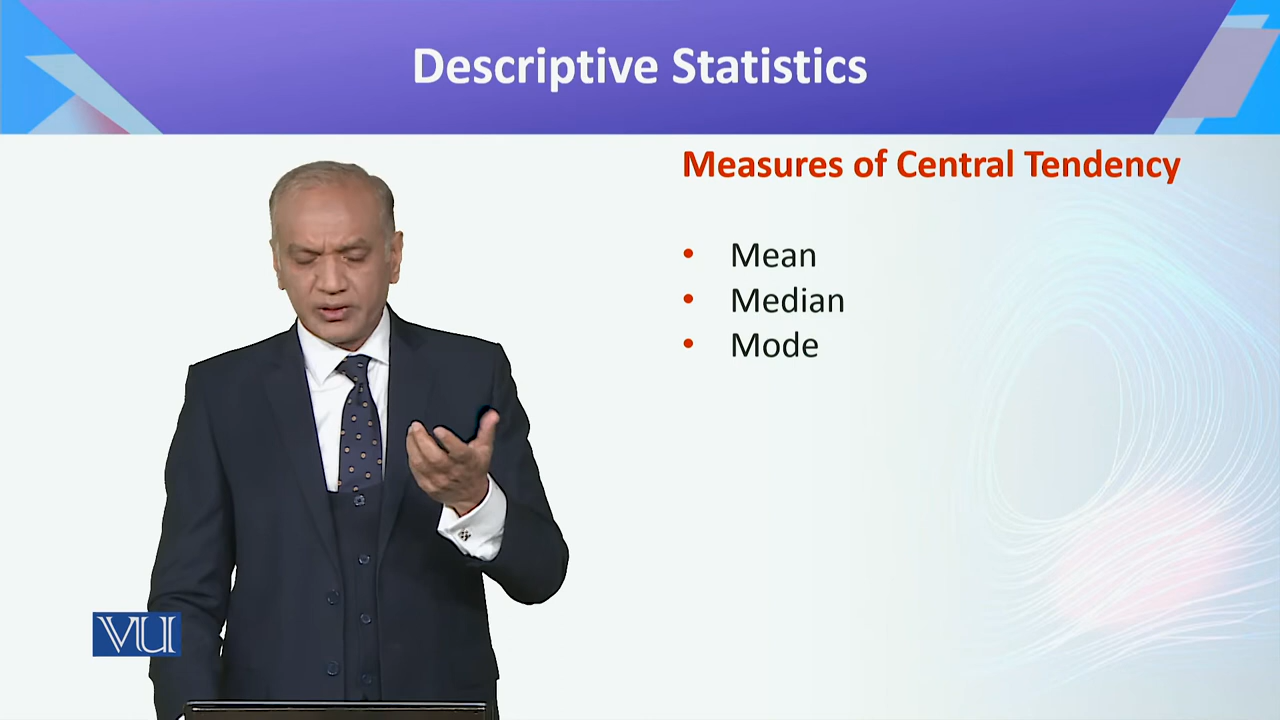 Descriptive Statistics
Measures of Central Tendency
• Mean
• Median
• Mode
VU